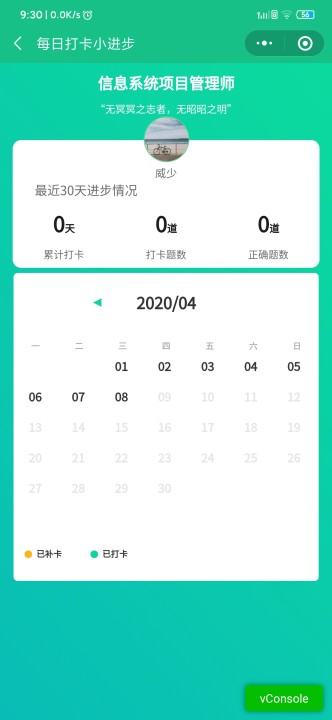 9:30 | 0.0K/s
56
每日打卡小进步
信息系统项目管理师
“无冥冥之志者，无昭昭之明”
威少
最近30天进步情况
0天 0道 0道
累计打卡 打卡题数 正确题数
2020/04
一 二 三 四 五 六 日
01 02 03 04 05
06 07 08 09 10 11 12
13 14 15 16 17 18 19
20 21 22 23 24 25 26
27 28 29 30
已补卡 已打卡
vConsole